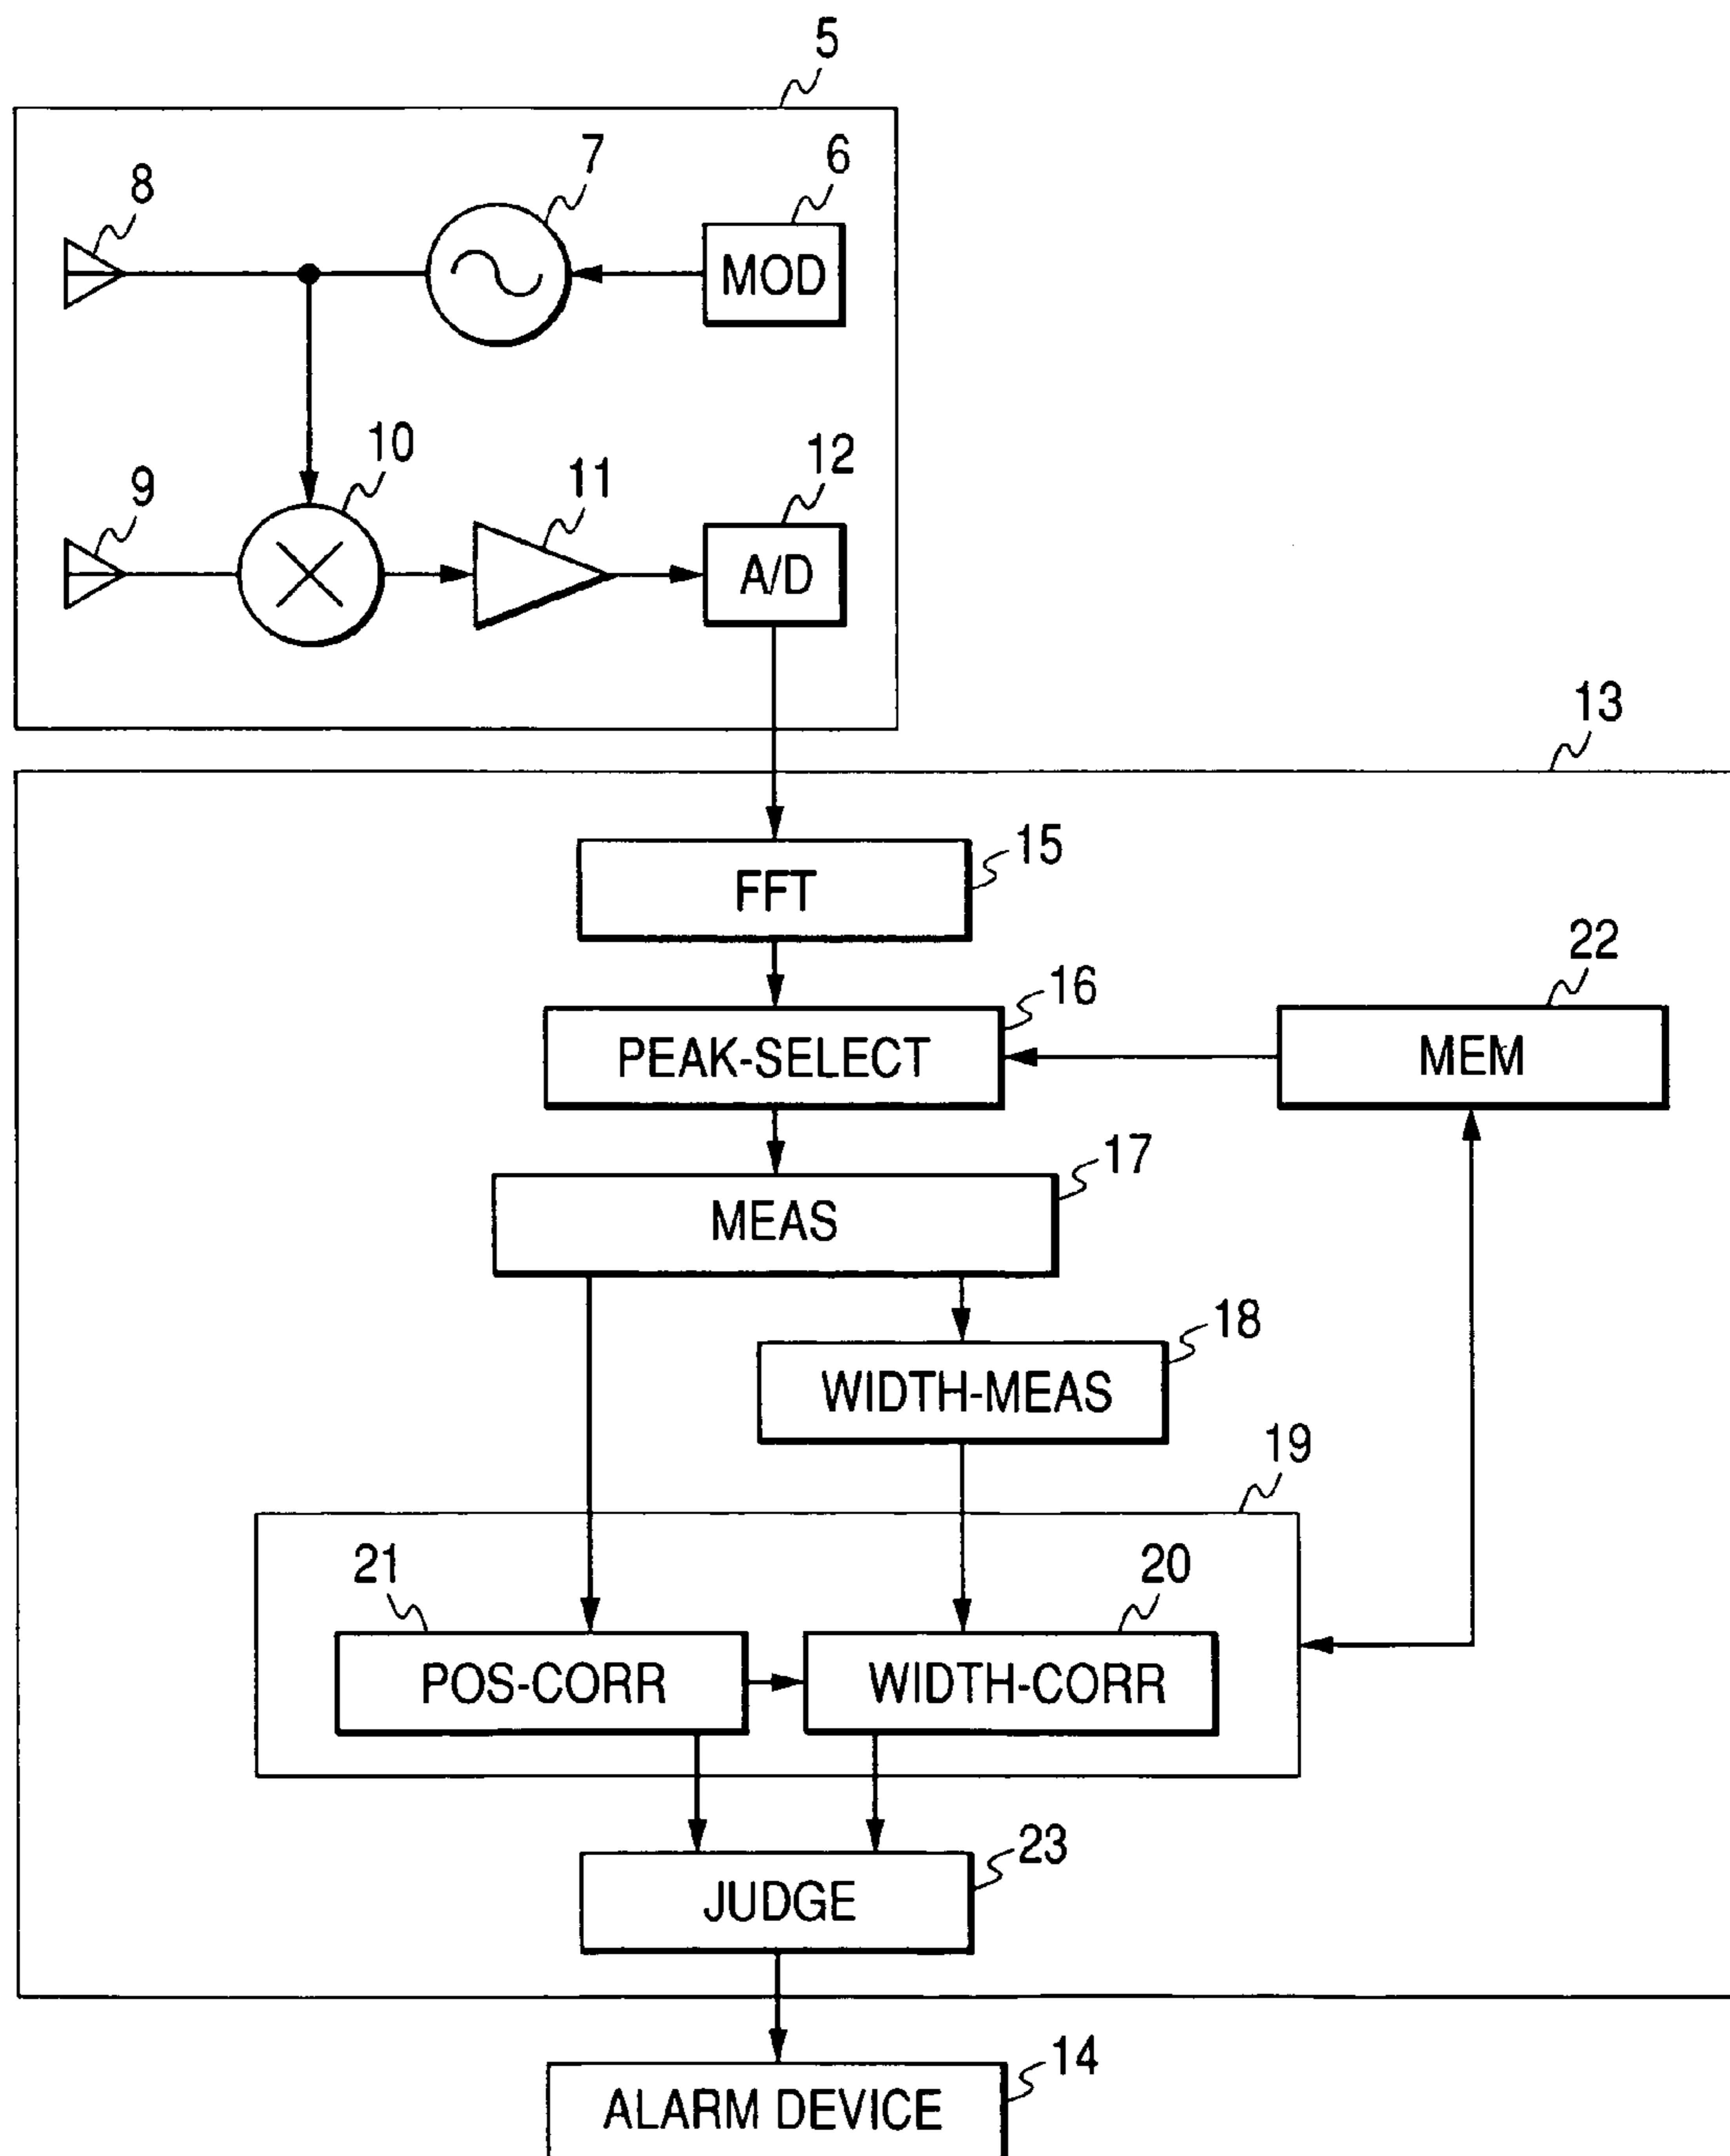 5
7
6
8
MOD
10
12
9
11
A/D
13
15
FFT
22
16
PEAK-SELECT
MEM
17
MEAS
18
WIDTH-MEAS
19
21
20
POS-CORR
WIDTH-CORR
23
JUDGE
14
ALARM DEVICE